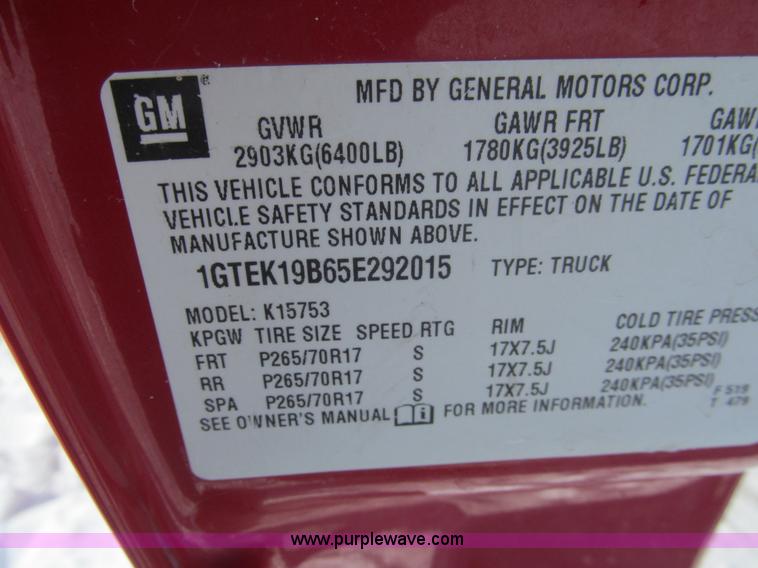 GM
MFD BY GENERAL MOTORS CORP.
GVWR GAWR FRT GAW
2903KG(6400LB) 1780KG(3925LB) 1701KG(
THIS VEHICLE CONFORMS TO ALL APPLICABLE U.S. FEDERA
VEHICLE SAFETY STANDARDS IN EFFECT ON THE DATE OF
MANUFACTURE SHOWN ABOVE.
1GTEK19B65E292015 TYPE: TRUCK
MODEL: K15753
KPGW TIRE SIZE SPEED RTG RIM COLD TIRE PRESS
FRT P265/70R17 S 17X7.5J 240KPA(35PSI)
RR P265/70R17 S 17X7.5J 240KPA(35PSI)
SPA P265/70R17 S 17X7.5J 240KPA(35PSI)
SEE OWNER'S MANUAL FOR MORE INFORMATION.
www.purplewave.com